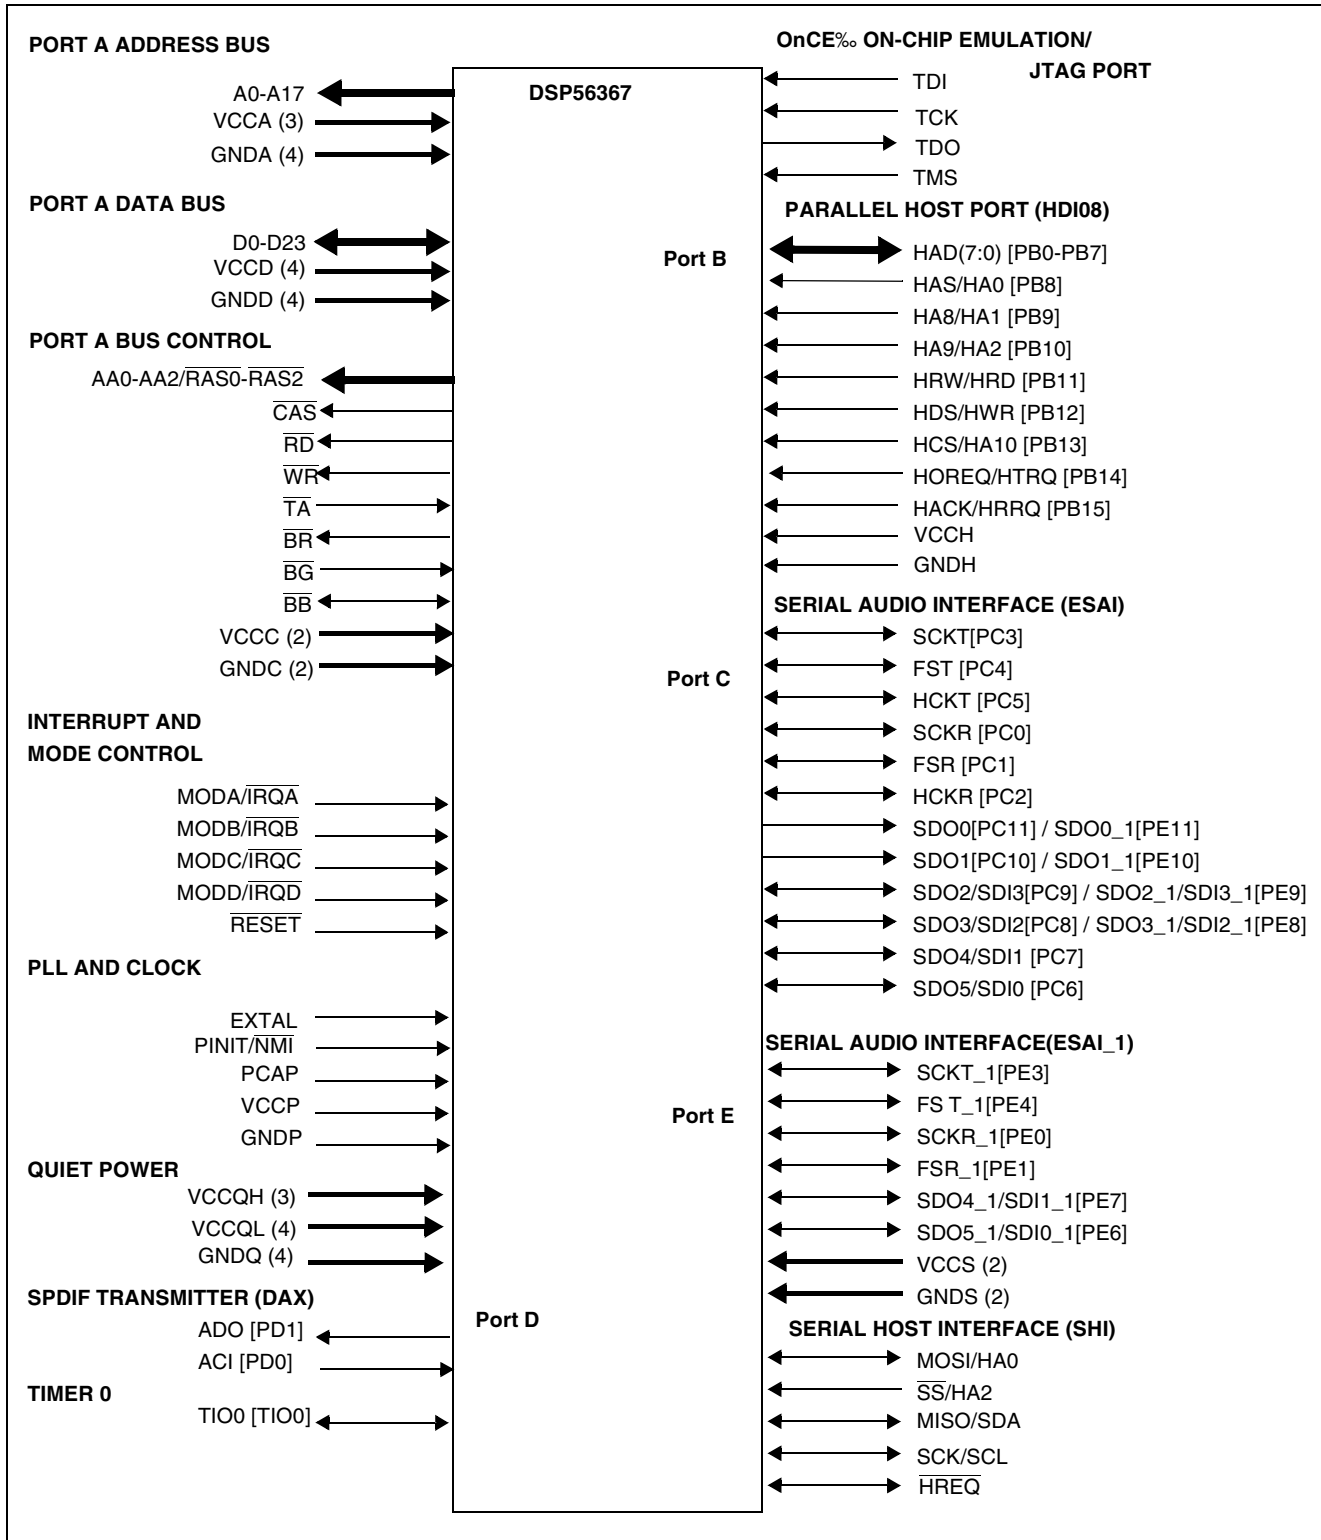 PORT A ADDRESS BUS
A0-A17
VCCA (3)
GNDA (4)
PORT A DATA BUS
D0-D23
VCCD (4)
GNDD (4)
PORT A BUS CONTROL
AA0-AA2/RAS0-RAS2
CAS
RD
WR
TA
BR
BG
BB
VCCC (2)
GNDC (2)
INTERRUPT AND
MODE CONTROL
MODA/IRQA
MODB/IRQB
MODC/IRQC
MODD/IRQD
RESET
PLL AND CLOCK
EXTAL
PINIT/NMI
PCAP
VCCP
GNDP
QUIET POWER
VCCQH (3)
VCCQL (4)
GNDQ (4)
SPDIF TRANSMITTER (DAX)
ADO [PD1]
ACI [PD0]
TIMER 0
TIO0 [TIO0]
DSP56367
Port B
Port C
Port E
Port D
OnCE‰ ON-CHIP EMULATION/
JTAG PORT
TDI
TCK
TDO
TMS
PARALLEL HOST PORT (HDI08)
HAD(7:0) [PB0-PB7]
HAS/HA0 [PB8]
HA8/HA1 [PB9]
HA9/HA2 [PB10]
HRW/HRD [PB11]
HDS/HWR [PB12]
HCS/HA10 [PB13]
HOREQ/HTRQ [PB14]
HACK/HRRQ [PB15]
VCCH
GNDH
SERIAL AUDIO INTERFACE (ESAI)
SCKT[PC3]
FST [PC4]
HCKT [PC5]
SCKR [PC0]
FSR [PC1]
HCKR [PC2]
SDO0[PC11] / SDO0_1[PE11]
SDO1[PC10] / SDO1_1[PE10]
SDO2/SDI3[PC9] / SDO2_1/SDI3_1[PE9]
SDO3/SDI2[PC8] / SDO3_1/SDI2_1[PE8]
SDO4/SDI1 [PC7]
SDO5/SDI0 [PC6]
SERIAL AUDIO INTERFACE(ESAI_1)
SCKT_1[PE3]
FS T_1[PE4]
SCKR_1[PE0]
FSR_1[PE1]
SDO4_1/SDI1_1[PE7]
SDO5_1/SDI0_1[PE6]
VCCS (2)
GNDS (2)
SERIAL HOST INTERFACE (SHI)
MOSI/HA0
SS/HA2
MISO/SDA
SCK/SCL
HREQ